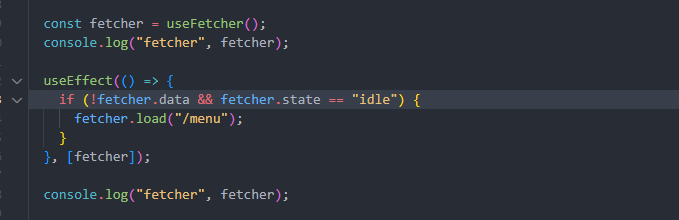 const fetcher = useFetcher();
console.log("fetcher", fetcher);
useEffect(() => {
if (!fetcher.data && fetcher.state == "idle") {
fetcher.load("/menu");
}
}, [fetcher]);
console.log("fetcher", fetcher);